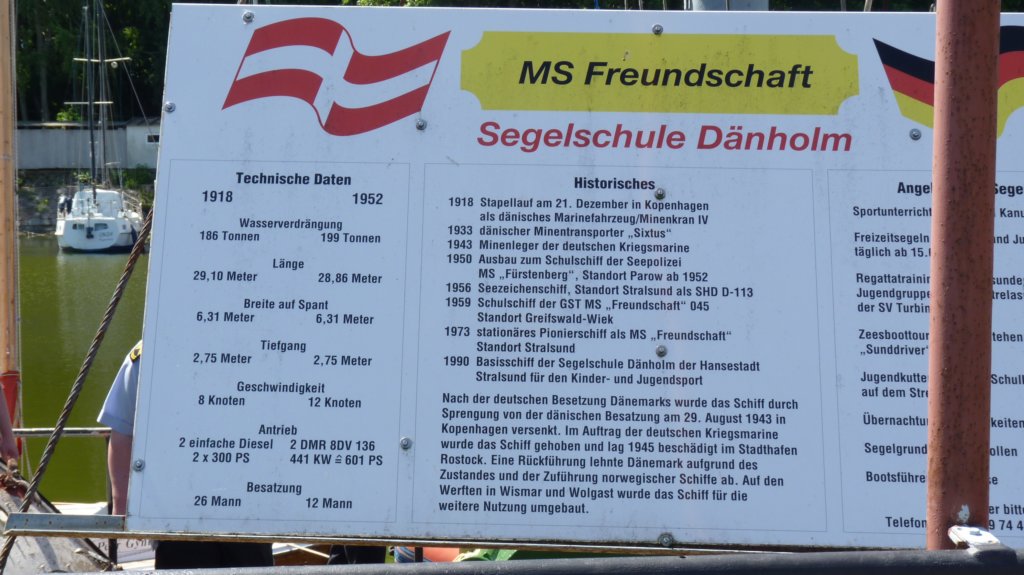 MS Freundschaft
Segelschule Dänholm
Technische Daten
1918 1952
Wasserverdrängung
186 Tonnen 199 Tonnen
Länge
29,10 Meter 28,86 Meter
Breite auf Spant
6,31 Meter 6,31 Meter
Tiefgang
2,75 Meter 2,75 Meter
Geschwindigkeit
8 Knoten 12 Knoten
Antrieb
2 einfache Diesel 2 DMR 8DV 136
2 x 300 PS 441 KW ≙ 601 PS
Besatzung
26 Mann 12 Mann
Historisches
1918 Stapellauf am 21. Dezember in Kopenhagen
als dänisches Marinefahrzeug/Minenkran IV
1933 dänischer Minentransporter „Sixtus“
1943 Minenleger der deutschen Kriegsmarine
1950 Ausbau zum Schulschiff der Seepolizei
MS „Fürstenberg“, Standort Parow ab 1952
1956 Seezeichenschiff, Standort Stralsund als SHD D-113
1959 Schulschiff der GST MS „Freundschaft“ 045
Standort Greifswald-Wiek
1973 stationäres Pionierschiff als MS „Freundschaft“
Standort Stralsund
1990 Basisschiff der Segelschule Dänholm der Hansestadt
Stralsund für den Kinder- und Jugendsport
Nach der deutschen Besetzung Dänemarks wurde das Schiff durch
Sprengung von der dänischen Besatzung am 29. August 1943 in
Kopenhagen versenkt. Im Auftrag der deutschen Kriegsmarine
wurde das Schiff gehoben und lag 1945 beschädigt im Stadthafen
Rostock. Eine Rückführung lehnte Dänemark aufgrund des
Zustandes und der Zuführung norwegischer Schiffe ab. Auf den
Werften in Wismar und Wolgast wurde das Schiff für die
weitere Nutzung umgebaut.
Sportunterricht
Freizeitsegeln
täglich ab
Regattatraining
der SV
Zeesboottour
„Sunddriver“
auf dem